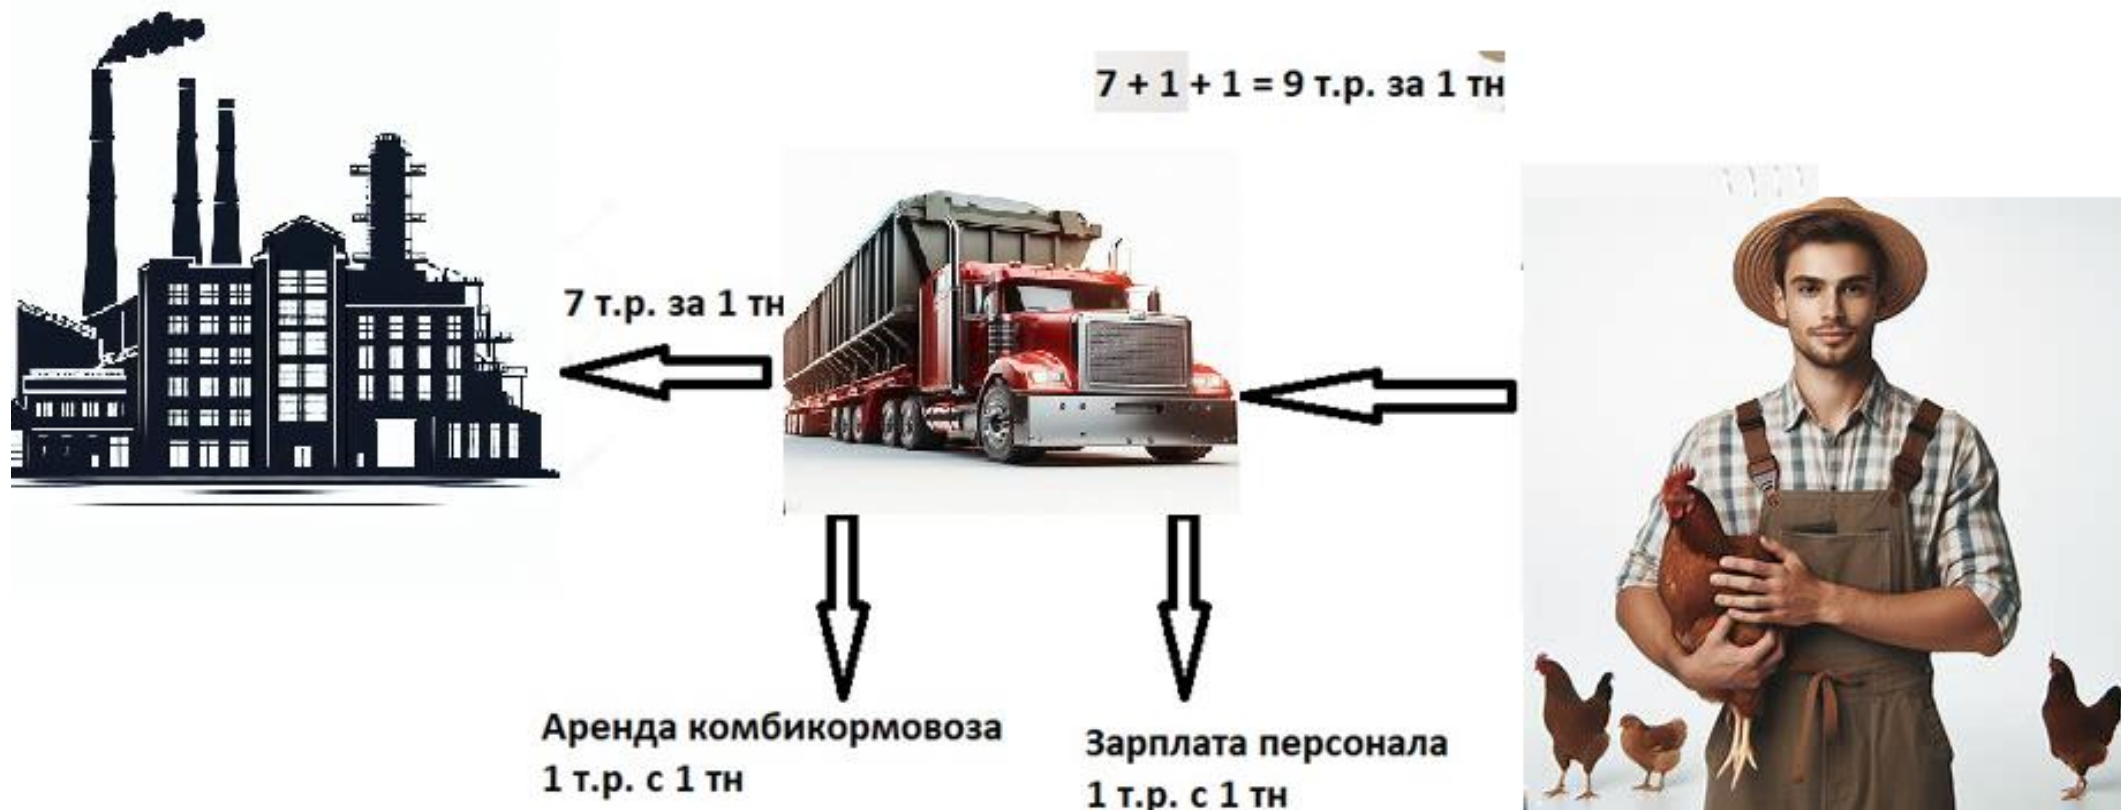 7 + 1 + 1 = 9 т.р. за 1 тн
7 т.р. за 1 тн
Аренда комбикормовоза
1 т.р. с 1 тн
Зарплата персонала
1 т.р. с 1 тн